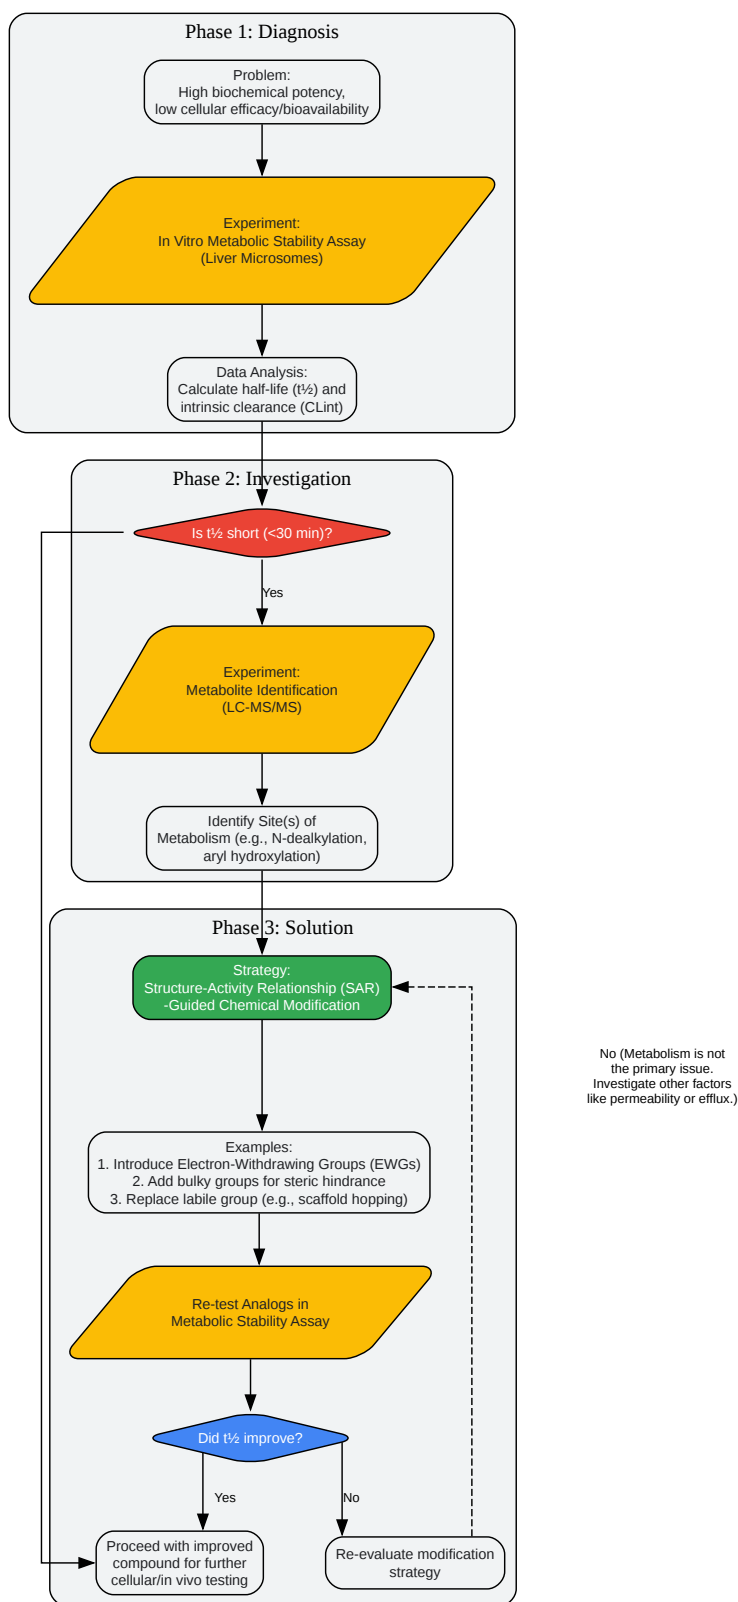 Phase 1: Diagnosis
Problem:
High biochemical potency,
low cellular efficacy/bioavailability
Experiment:
In Vitro Metabolic Stability Assay
(Liver Microsomes)
Data Analysis:
Calculate half-life (t½) and
intrinsic clearance (CLint)
Phase 2: Investigation
Is t½ short (<30 min)?
Yes
Experiment:
Metabolite Identification
(LC-MS/MS)
Identify Site(s) of
Metabolism (e.g., N-dealkylation,
aryl hydroxylation)
Phase 3: Solution
Strategy:
Structure-Activity Relationship (SAR)
-Guided Chemical Modification
No (Metabolism is not
the primary issue.
Investigate other factors
like permeability or efflux.)
Examples:
1. Introduce Electron-Withdrawing Groups (EWGs)
2. Add bulky groups for steric hindrance
3. Replace labile group (e.g., scaffold hopping)
Re-test Analogs in
Metabolic Stability Assay
Did t½ improve?
Yes
No
Proceed with improved
compound for further
cellular/in vivo testing
Re-evaluate modification
strategy